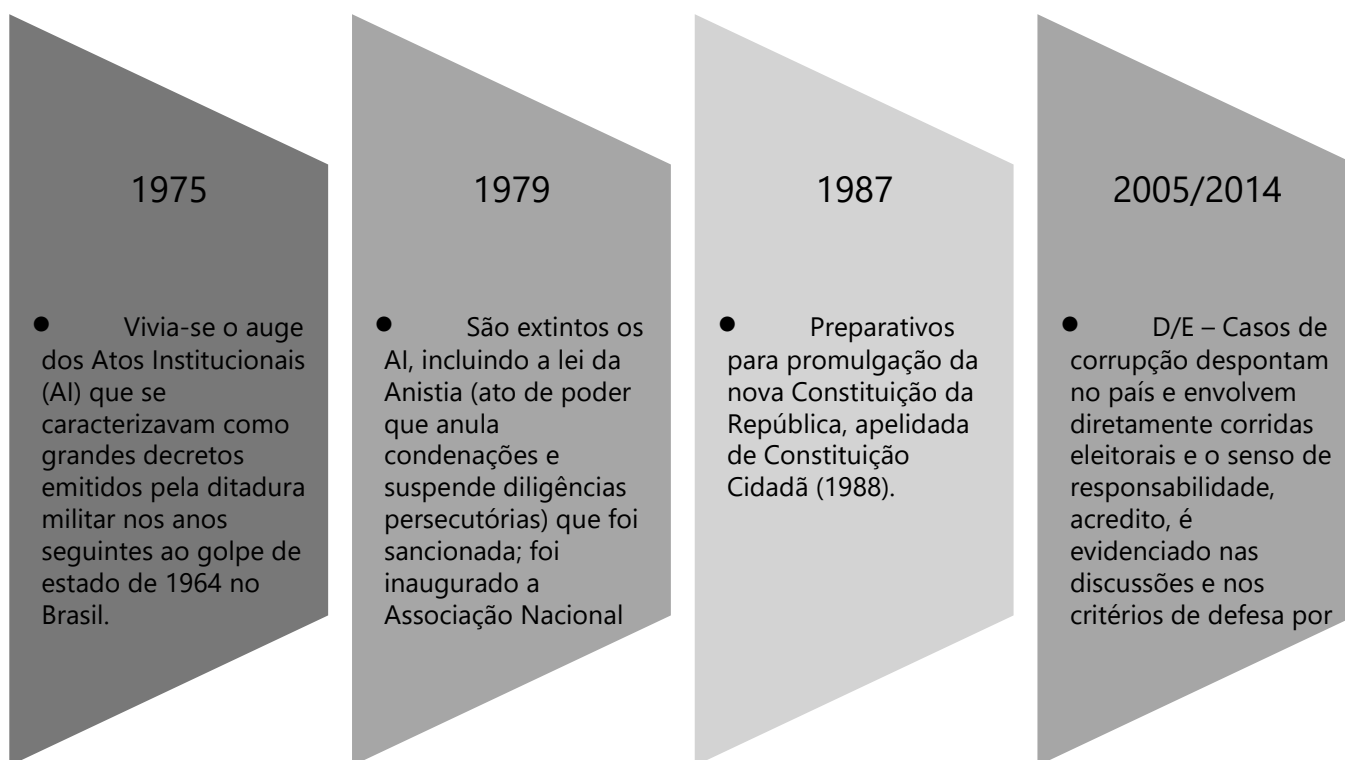 1975
● Vivia-se o auge
dos Atos Institucionais
(AI) que se
caracterizavam como
grandes decretos
emitidos pela ditadura
militar nos anos
seguintes ao golpe de
estado de 1964 no
Brasil.
1979
● São extintos os
AI, incluindo a lei da
Anistia (ato de poder
que anula
condenações e
suspende diligências
persecutórias) que foi
sancionada; foi
inaugurado a
Associação Nacional
1987
● Preparativos
para promulgação da
nova Constituição da
República, apelidada
de Constituição
Cidadã (1988).
2005/2014
● D/E – Casos de
corrupção despontam
no país e envolvem
diretamente corridas
eleitorais e o senso de
responsabilidade,
acredito, é
evidenciado nas
discussões e nos
critérios de defesa por